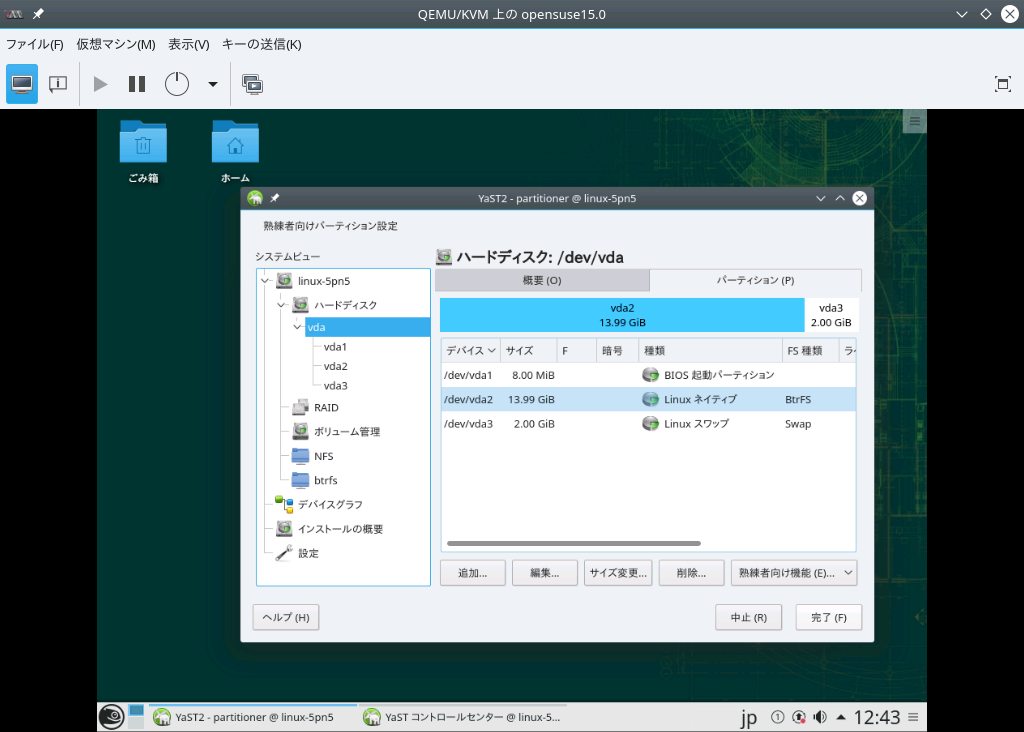 QEMU/KVM 上の opensuse15.0
ファイル(F) 仮想マシン(M) 表示(V) キーの送信(K)
ごみ箱
ホーム
YaST2 - partitioner @ linux-5pn5
熟練者向けパーティション設定
システムビュー
linux-5pn5
ハードディスク
vda
vda1
vda2
vda3
RAID
ボリューム管理
NFS
btrfs
デバイスグラフ
インストールの概要
設定
ハードディスク: /dev/vda
概要 (O) パーティション (P)
vda2 vda3
13.99 GiB 2.00 GiB
デバイス サイズ F 暗号 種類 FS 種類 ラ
/dev/vda1 8.00 MiB BIOS 起動パーティション
/dev/vda2 13.99 GiB Linux ネイティブ BtrFS
/dev/vda3 2.00 GiB Linux スワップ Swap
追加... 編集... サイズ変更... 削除... 熟練者向け機能 (E)...
ヘルプ (H) 中止 (R) 完了 (F)
YaST2 - partitioner @ linux-5pn5 YaST コントロールセンター @ linux-5... jp 1 12:43